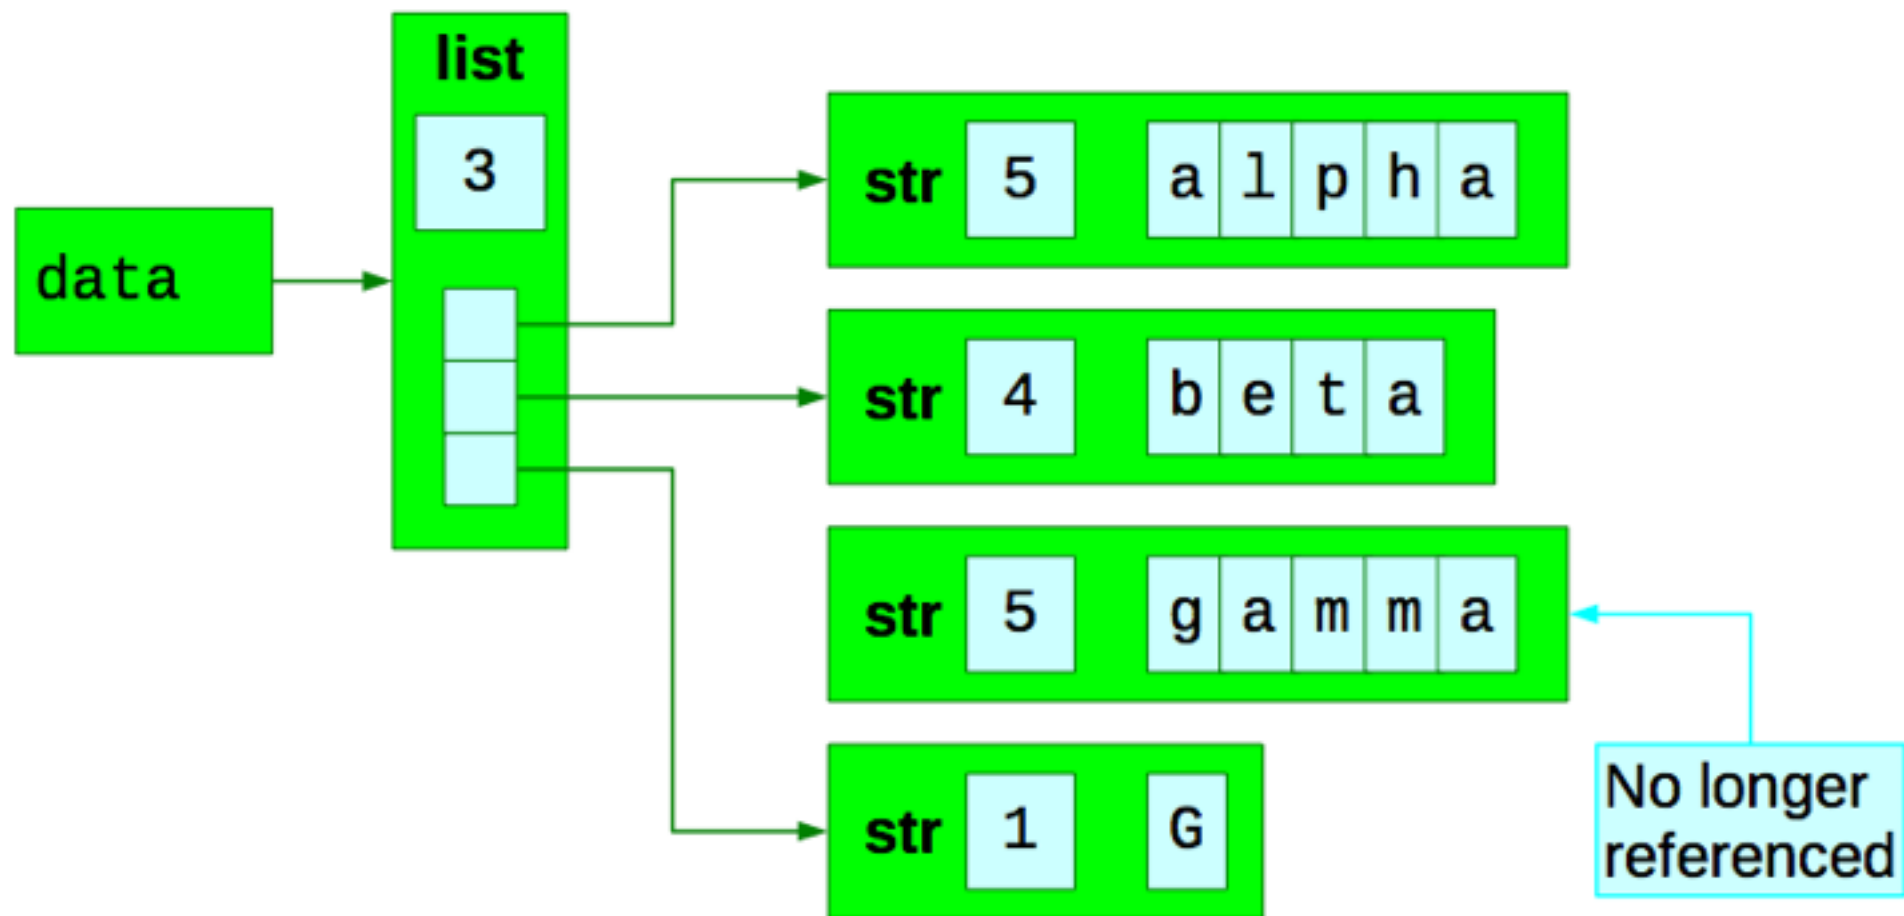 list
3
data
str 5 a l p h a
str 4 b e t a
str 5 g a m m a
str 1 G
No longer
referenced